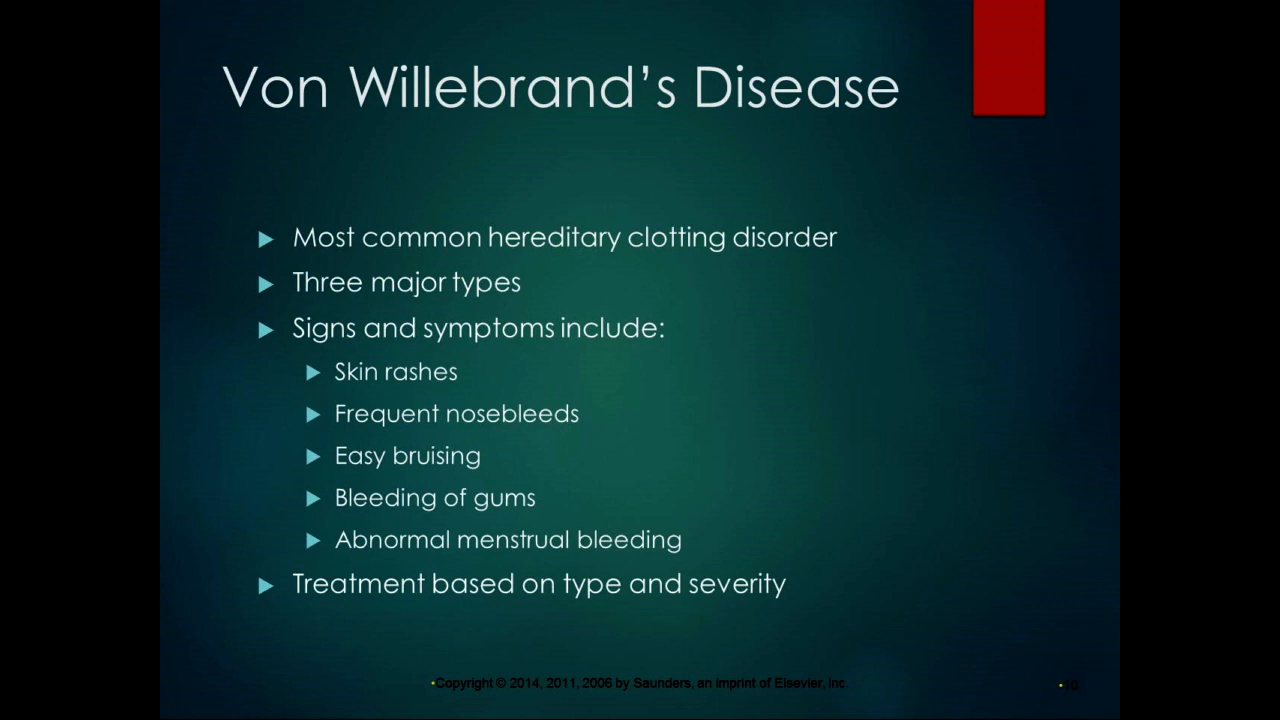 Von Willebrand’s Disease
Most common hereditary clotting disorder
Three major types
Signs and symptoms include:
Skin rashes
Frequent nosebleeds
Easy bruising
Bleeding of gums
Abnormal menstrual bleeding
Treatment based on type and severity
•Copyright © 2014, 2011, 2006 by Saunders, an imprint of Elsevier, Inc.
•10